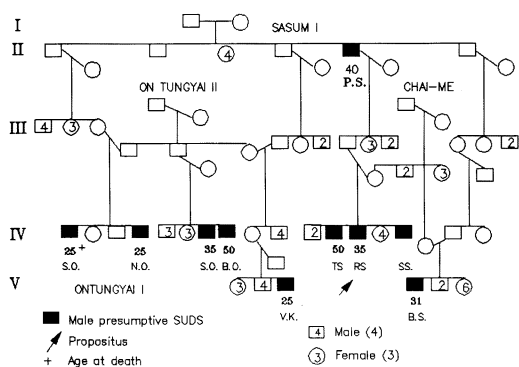 I
SASUM I
II
4
40
P.S.
ON TUNGYAI II
CHAI-ME
III
4 3 2 3 2 2 2
2 3
IV
3 3 4 2 4
25+ 25 35 50 50 35
S.O. N.O. S.O. B.O. TS RS SS.
V
3 4 2 6
25 31
V.K. B.S.
ONTUNGYAI I
Male presumptive SUDS
Propositus
+ Age at death
4 Male (4)
3 Female (3)